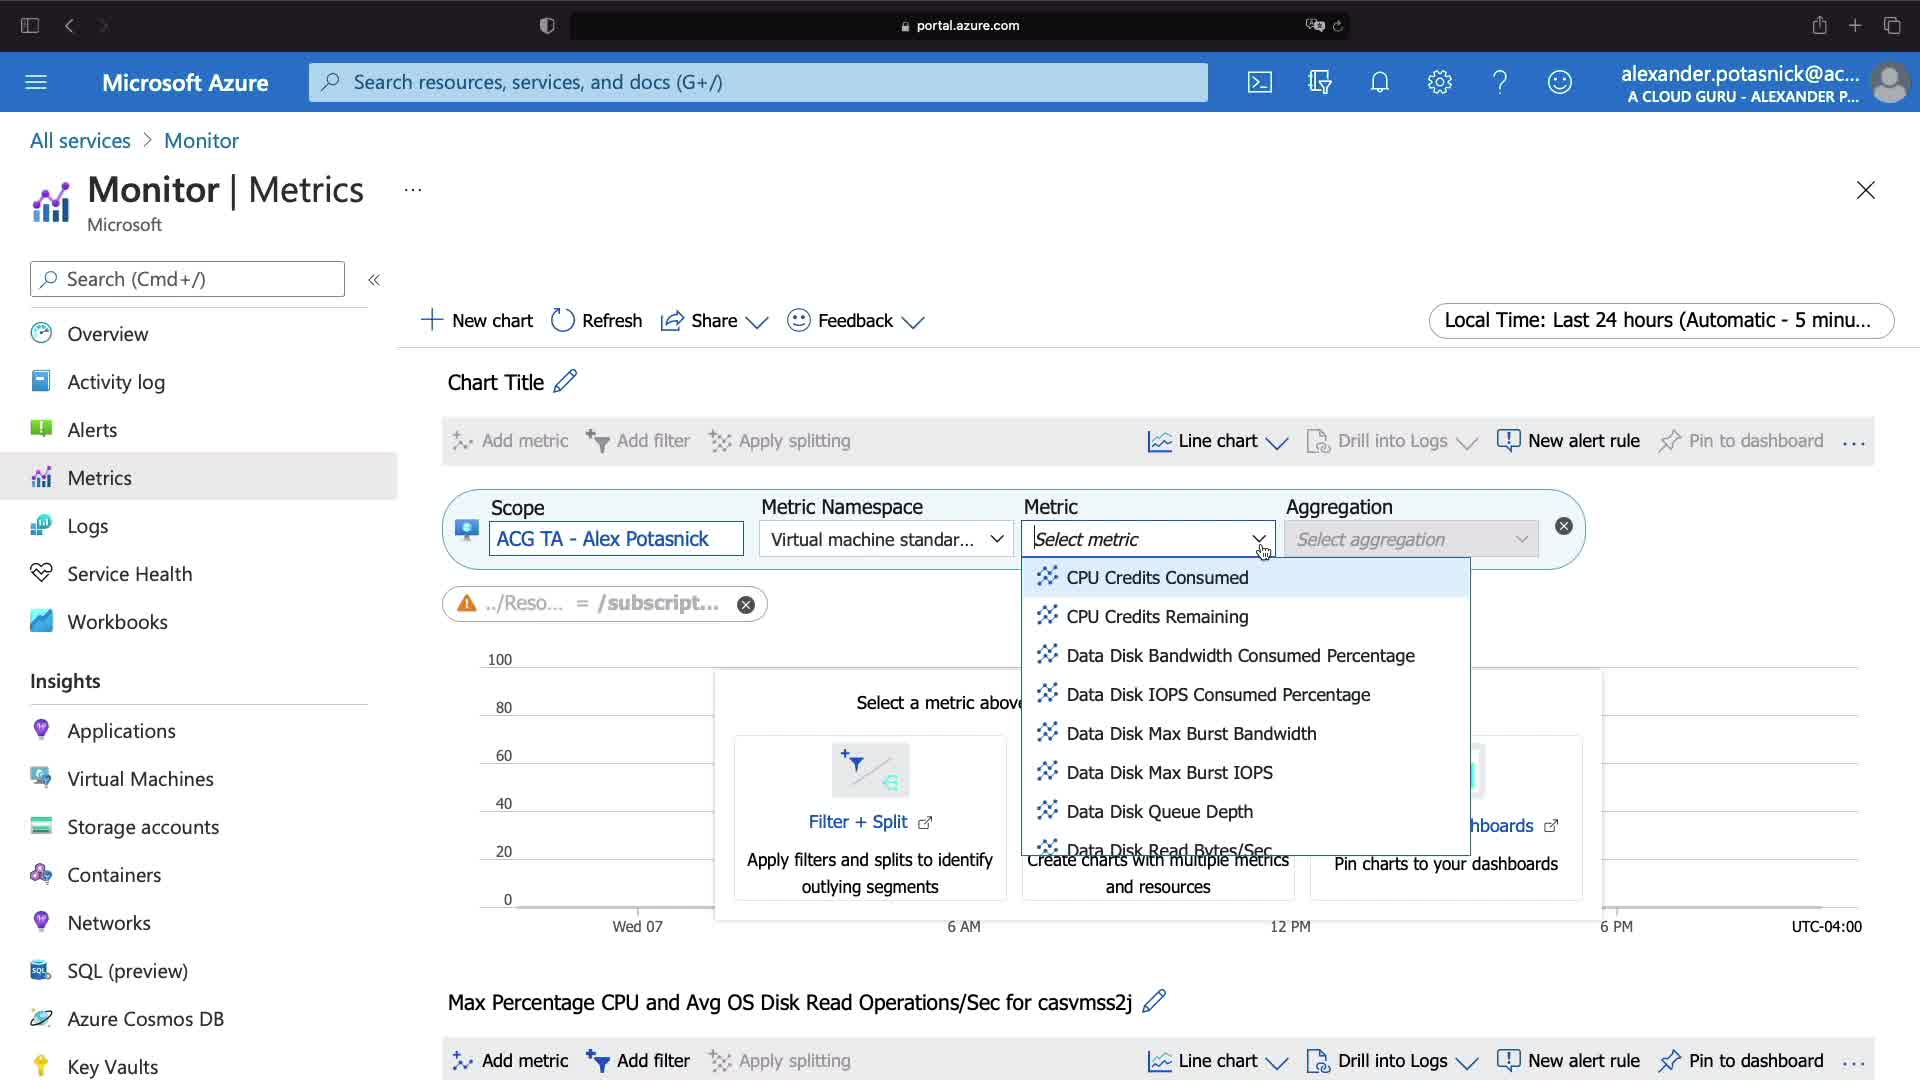 portal.azure.com
Microsoft Azure
Search resources, services, and docs (G+/)
alexander.potasnick@ac...
A CLOUD GURU - ALEXANDER P...
All services > Monitor
Monitor | Metrics ...
Microsoft
Search (Cmd+/)
«
Overview
Activity log
Alerts
Metrics
Logs
Service Health
Workbooks
Insights
Applications
Virtual Machines
Storage accounts
Containers
Networks
SQL (preview)
Azure Cosmos DB
Key Vaults
New chart Refresh Share Feedback
Local Time: Last 24 hours (Automatic - 5 minu...
Chart Title
Add metric Add filter Apply splitting Line chart Drill into Logs New alert rule Pin to dashboard ...
Scope Metric Namespace Metric Aggregation
ACG TA - Alex Potasnick Virtual machine standar... Select metric Select aggregation
../Reso... = /subscript...
CPU Credits Consumed
CPU Credits Remaining
Data Disk Bandwidth Consumed Percentage
Data Disk IOPS Consumed Percentage
Data Disk Max Burst Bandwidth
Data Disk Max Burst IOPS
Data Disk Queue Depth
Data Disk Read Bytes/Sec
100
80
60
40
20
0
Select a metric above
Filter + Split
Apply filters and splits to identify
outlying segments
Create charts with multiple metrics
and resources
hboards
Pin charts to your dashboards
Wed 07 6 AM 12 PM 6 PM UTC-04:00
Max Percentage CPU and Avg OS Disk Read Operations/Sec for casvmss2j
Add metric Add filter Apply splitting Line chart Drill into Logs New alert rule Pin to dashboard ...